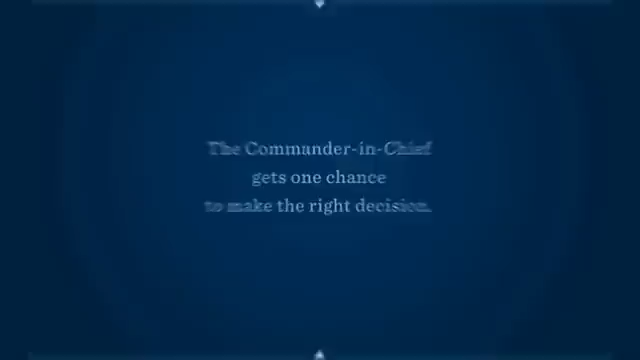 The Commander-in-Chief
gets one chance
to make the right decision.